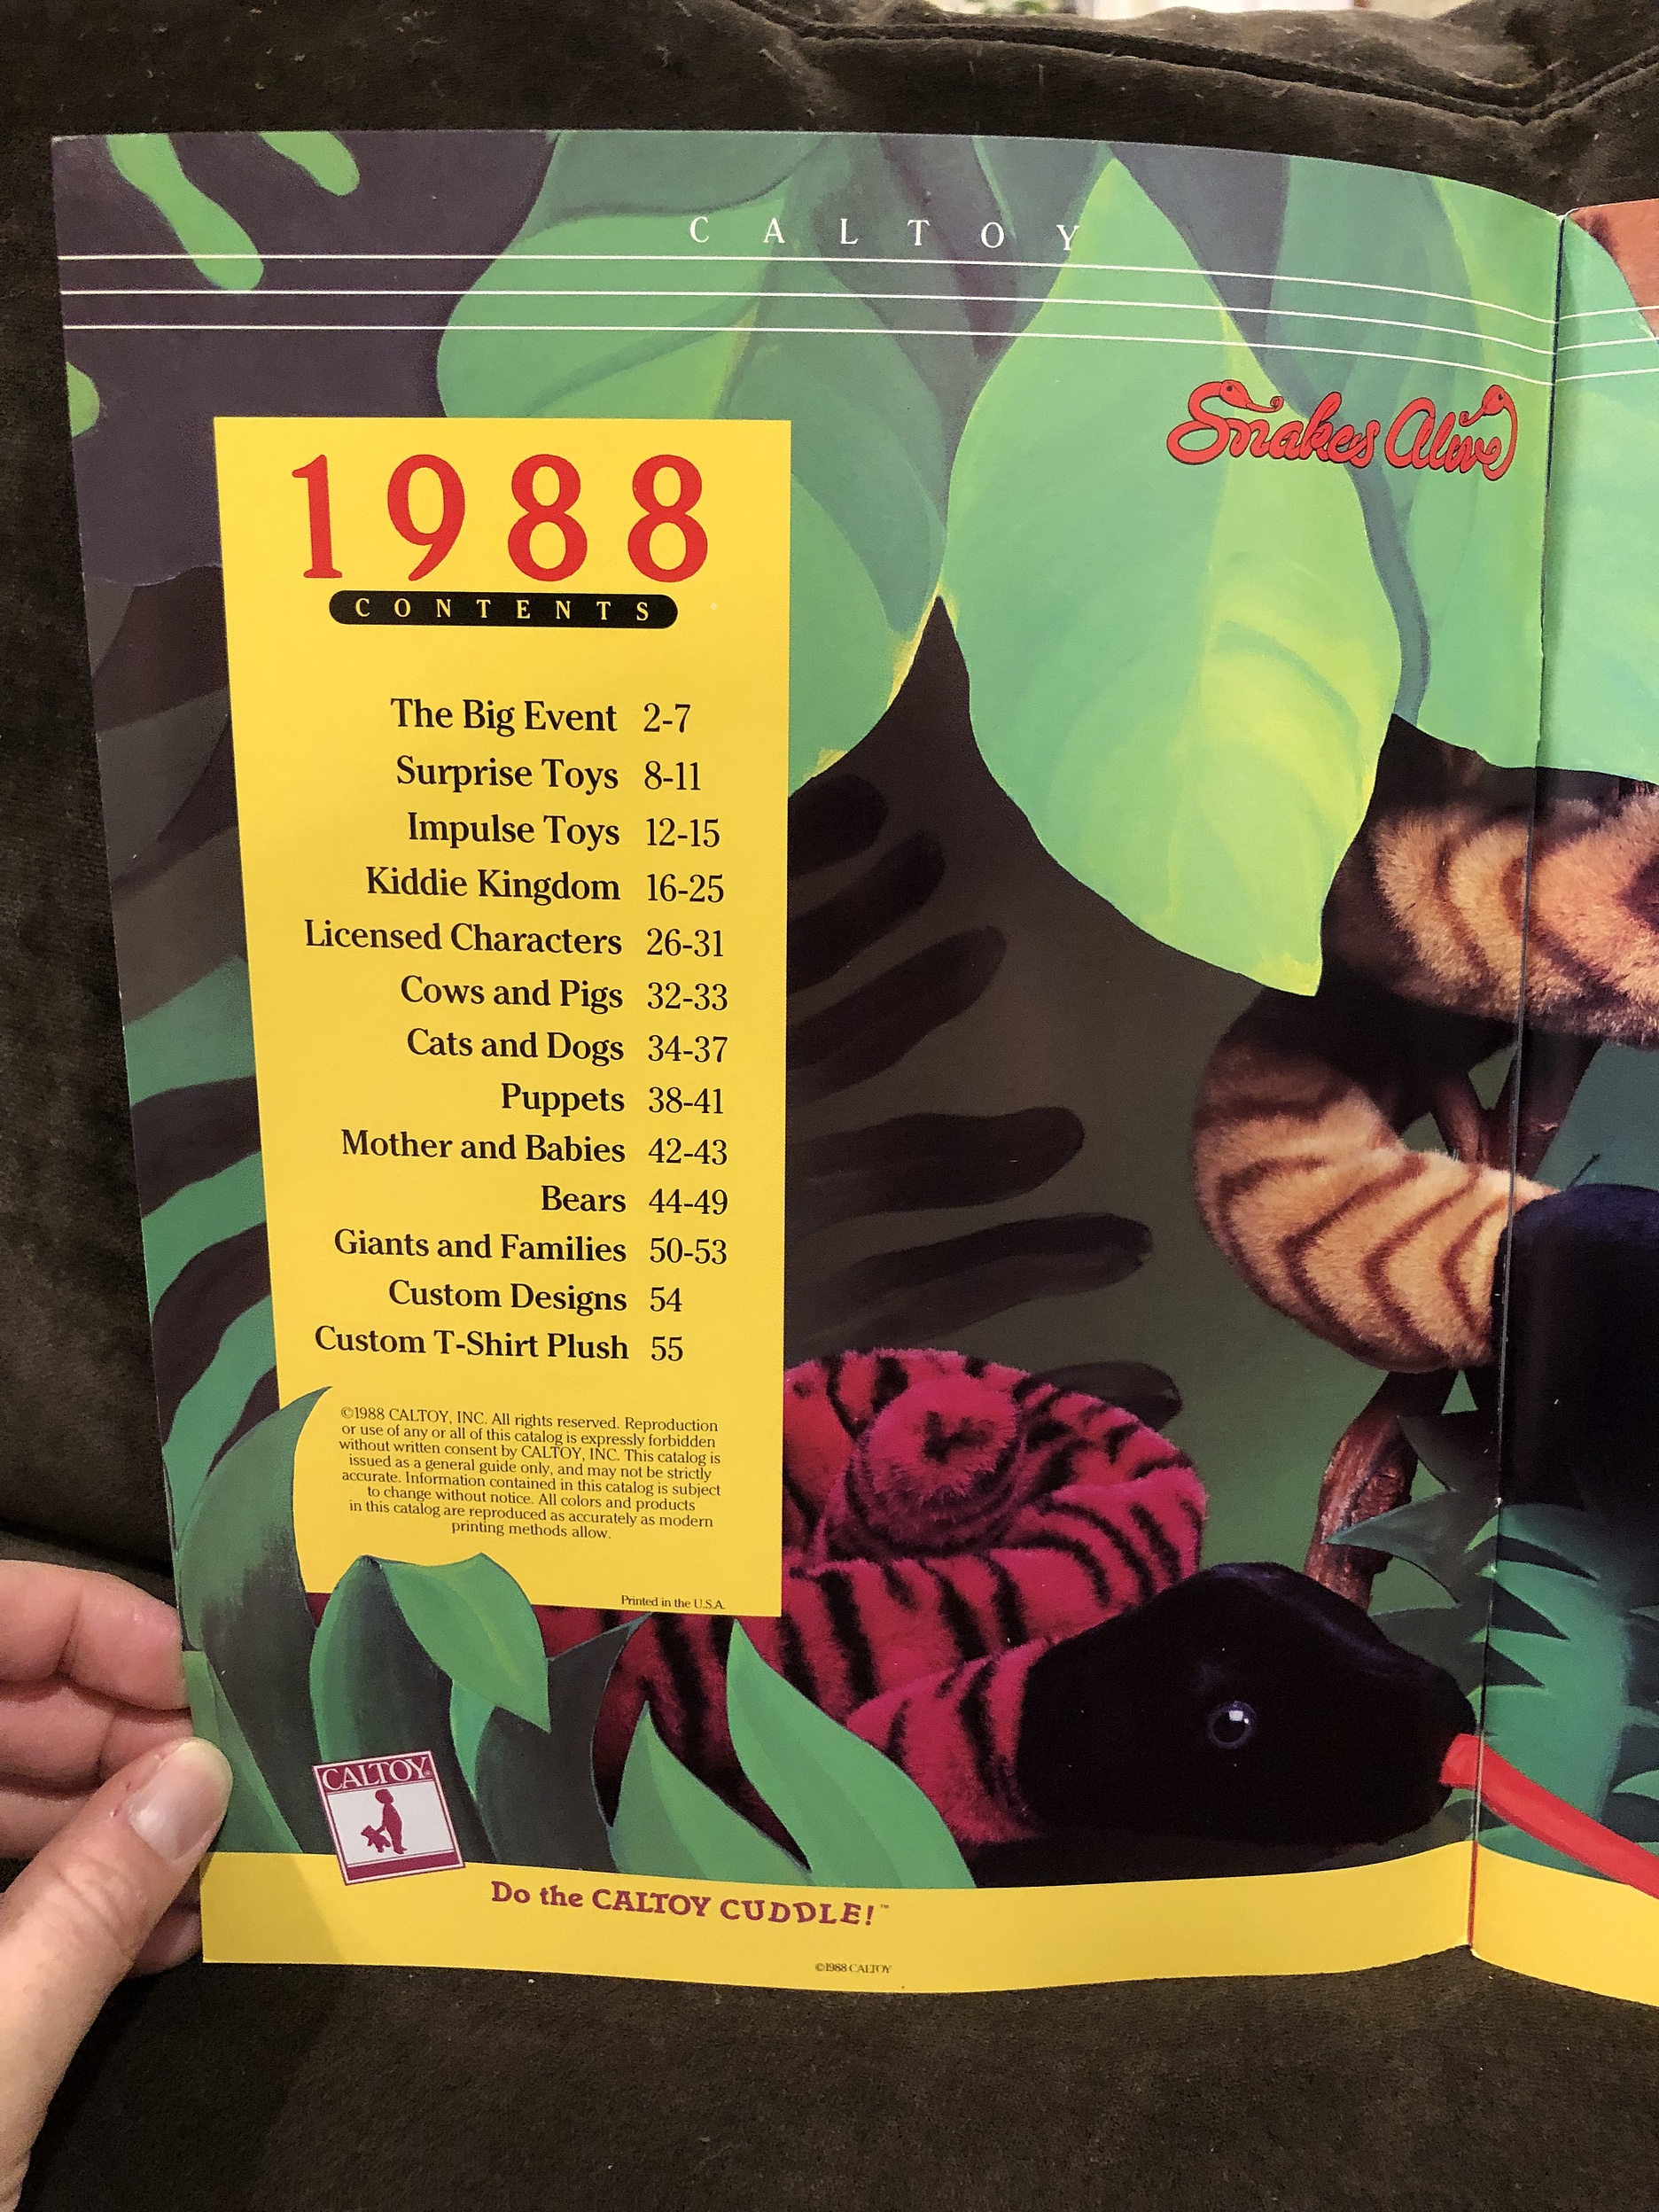 CALTOY
Snakes Alive
1988
CONTENTS
The Big Event 2-7
Surprise Toys 8-11
Impulse Toys 12-15
Kiddie Kingdom 16-25
Licensed Characters 26-31
Cows and Pigs 32-33
Cats and Dogs 34-37
Puppets 38-41
Mother and Babies 42-43
Bears 44-49
Giants and Families 50-53
Custom Designs 54
Custom T-Shirt Plush 55
©1988 CALTOY, INC. All rights reserved. Reproduction
or use of any or all of this catalog is expressly forbidden
without written consent by CALTOY, INC. This catalog is
issued as a general guide only, and may not be strictly
accurate. Information contained in this catalog is subject
to change without notice. All colors and products
in this catalog are reproduced as accurately as modern
printing methods allow.
Printed in the U.S.A.
CALTOY®
Do the CALTOY CUDDLE!™
©1988 CALTOY